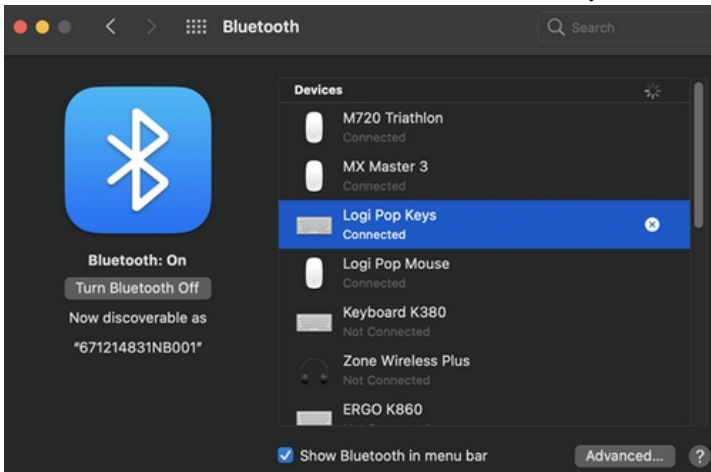 Bluetooth
Search
Bluetooth: On
Turn Bluetooth Off
Now discoverable as
"671214831NB001"
Devices
M720 Triathlon
Connected
MX Master 3
Connected
Logi Pop Keys
Connected
Logi Pop Mouse
Connected
Keyboard K380
Not Connected
Zone Wireless Plus
Not Connected
ERGO K860
Show Bluetooth in menu bar
Advanced...
?